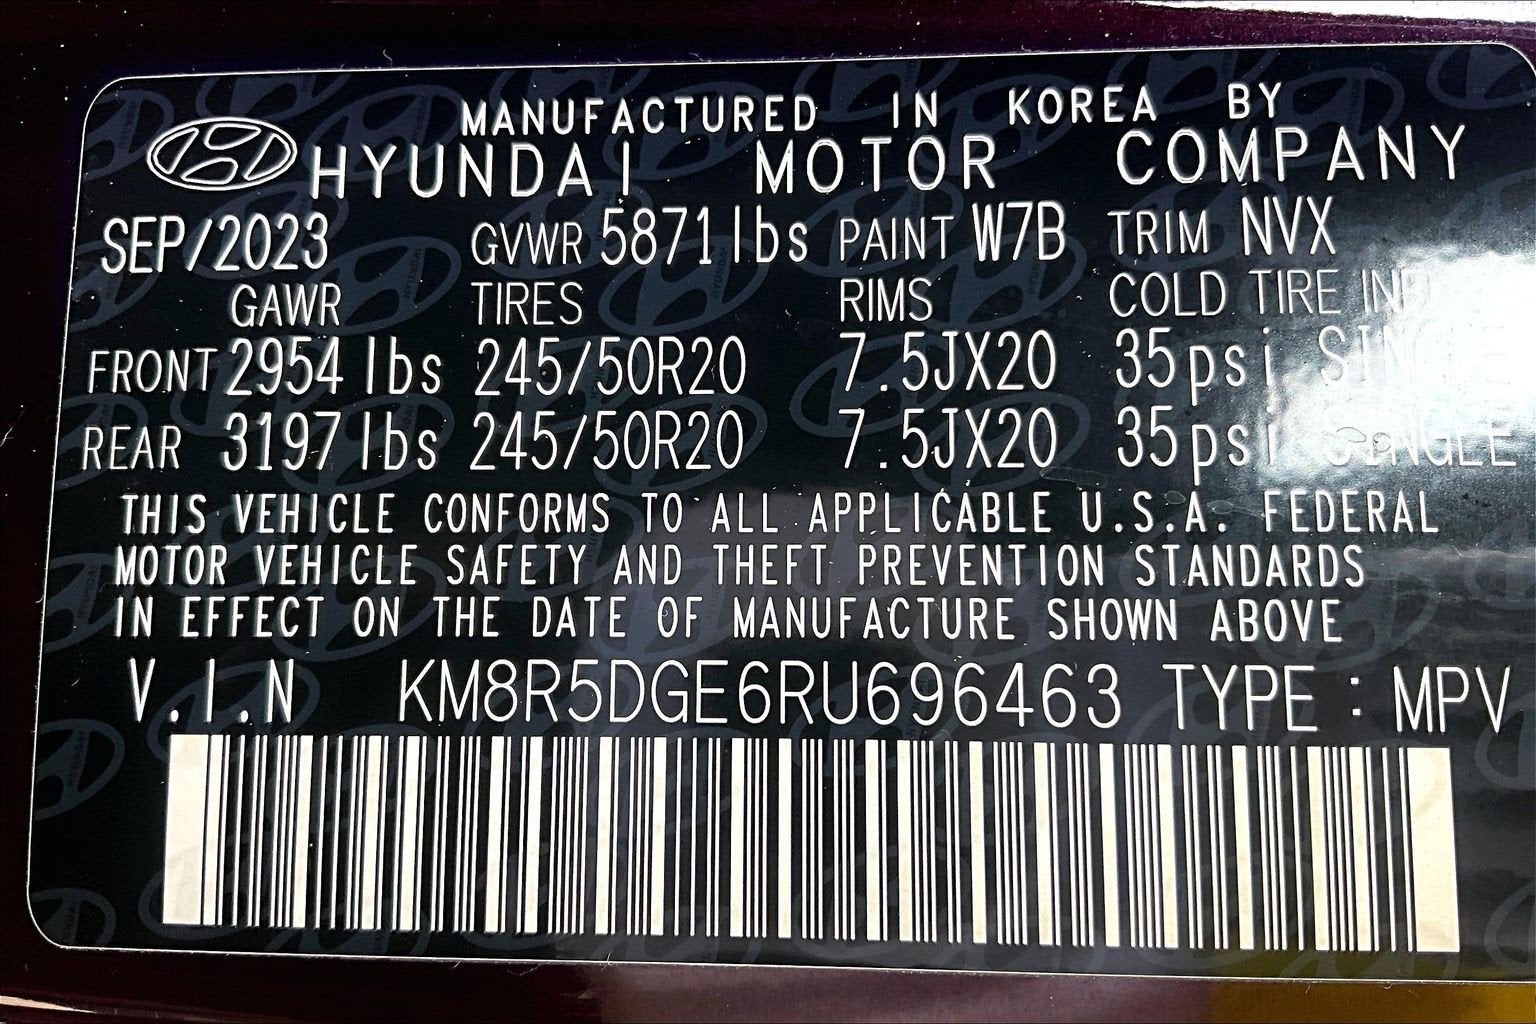 MANUFACTURED IN KOREA BY
HYUNDAI MOTOR COMPANY
SEP/2023 GVWR 5871 lbs PAINT W7B TRIM NVX
GAWR TIRES RIMS COLD TIRE
FRONT 2954 lbs 245/50R20 7.5JX20 35psi SINGLE
REAR 3197 lbs 245/50R20 7.5JX20 35psi SINGLE
THIS VEHICLE CONFORMS TO ALL APPLICABLE U.S.A. FEDERAL
MOTOR VEHICLE SAFETY AND THEFT PREVENTION STANDARDS
IN EFFECT ON THE DATE OF MANUFACTURE SHOWN ABOVE
V.I.N KM8R5DGE6RU696463 TYPE : MPV